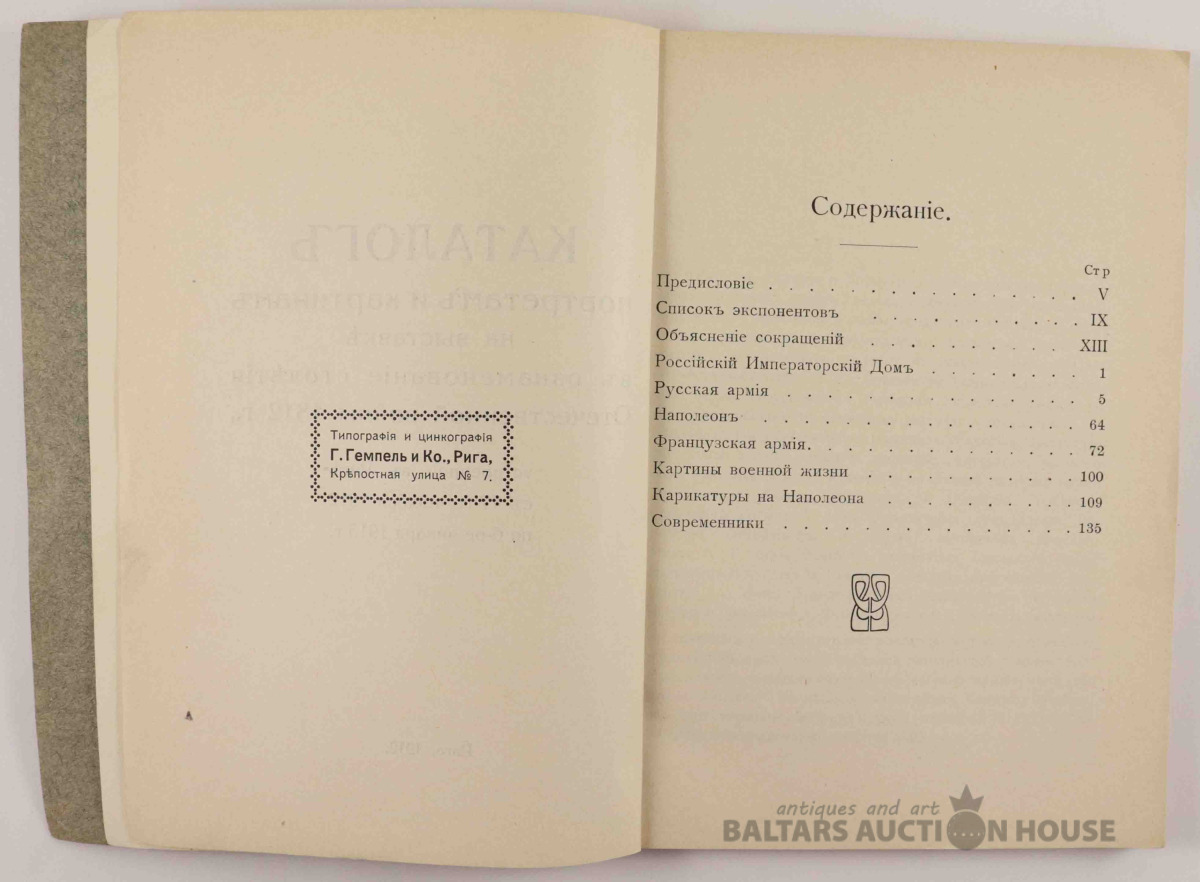 Типографія и цинкографія
Г. Гемпель и Ко., Рига,
Крѣпостная улица № 7.
Содержаніе.
Стр
Предисловіе . . . . . . . . . . . . . . . V
Списокъ экспонентовъ . . . . . . . . . . . IX
Объясненіе сокращеній . . . . . . . . . . XIII
Россійскій Императорскій Домъ . . . . . . . . 1
Русская армія . . . . . . . . . . . . . . 5
Наполеонъ . . . . . . . . . . . . . . . 64
Французская армія. . . . . . . . . . . . . 72
Картины военной жизни . . . . . . . . . . 100
Карикатуры на Наполеона . . . . . . . . . 109
Современники . . . . . . . . . . . . . . 135
antiques and art
BALTARS AUCTION HOUSE